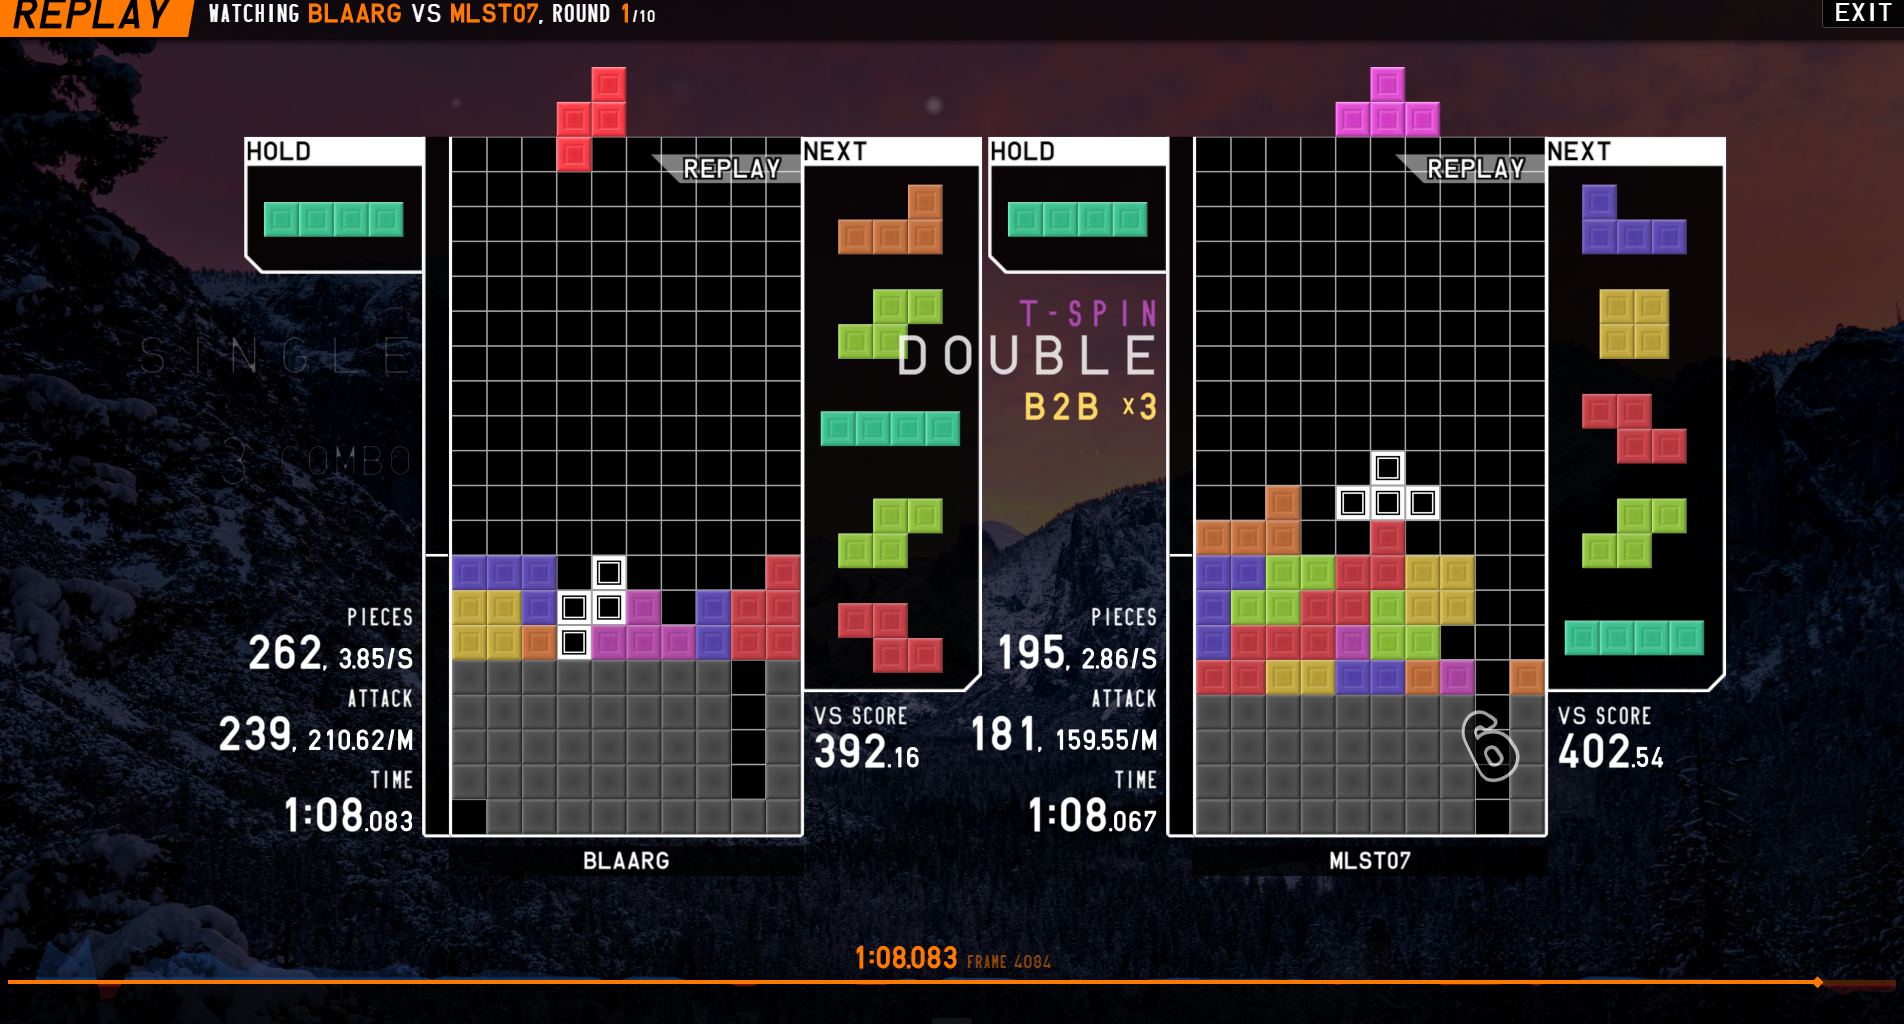 REPLAY
WATCHING BLAARG VS MLST07, ROUND 1/10
EXIT
HOLD
REPLAY
NEXT
SINGLE
3 COMBO
PIECES
262, 3.85/S
ATTACK
239, 210.62/M
TIME
1:08.083
VS SCORE
392.16
BLAARG
HOLD
REPLAY
NEXT
T-SPIN
DOUBLE
B2B x3
PIECES
195, 2.86/S
ATTACK
181, 159.55/M
TIME
1:08.067
6
VS SCORE
402.54
MLST07
1:08.083 FRAME 4084